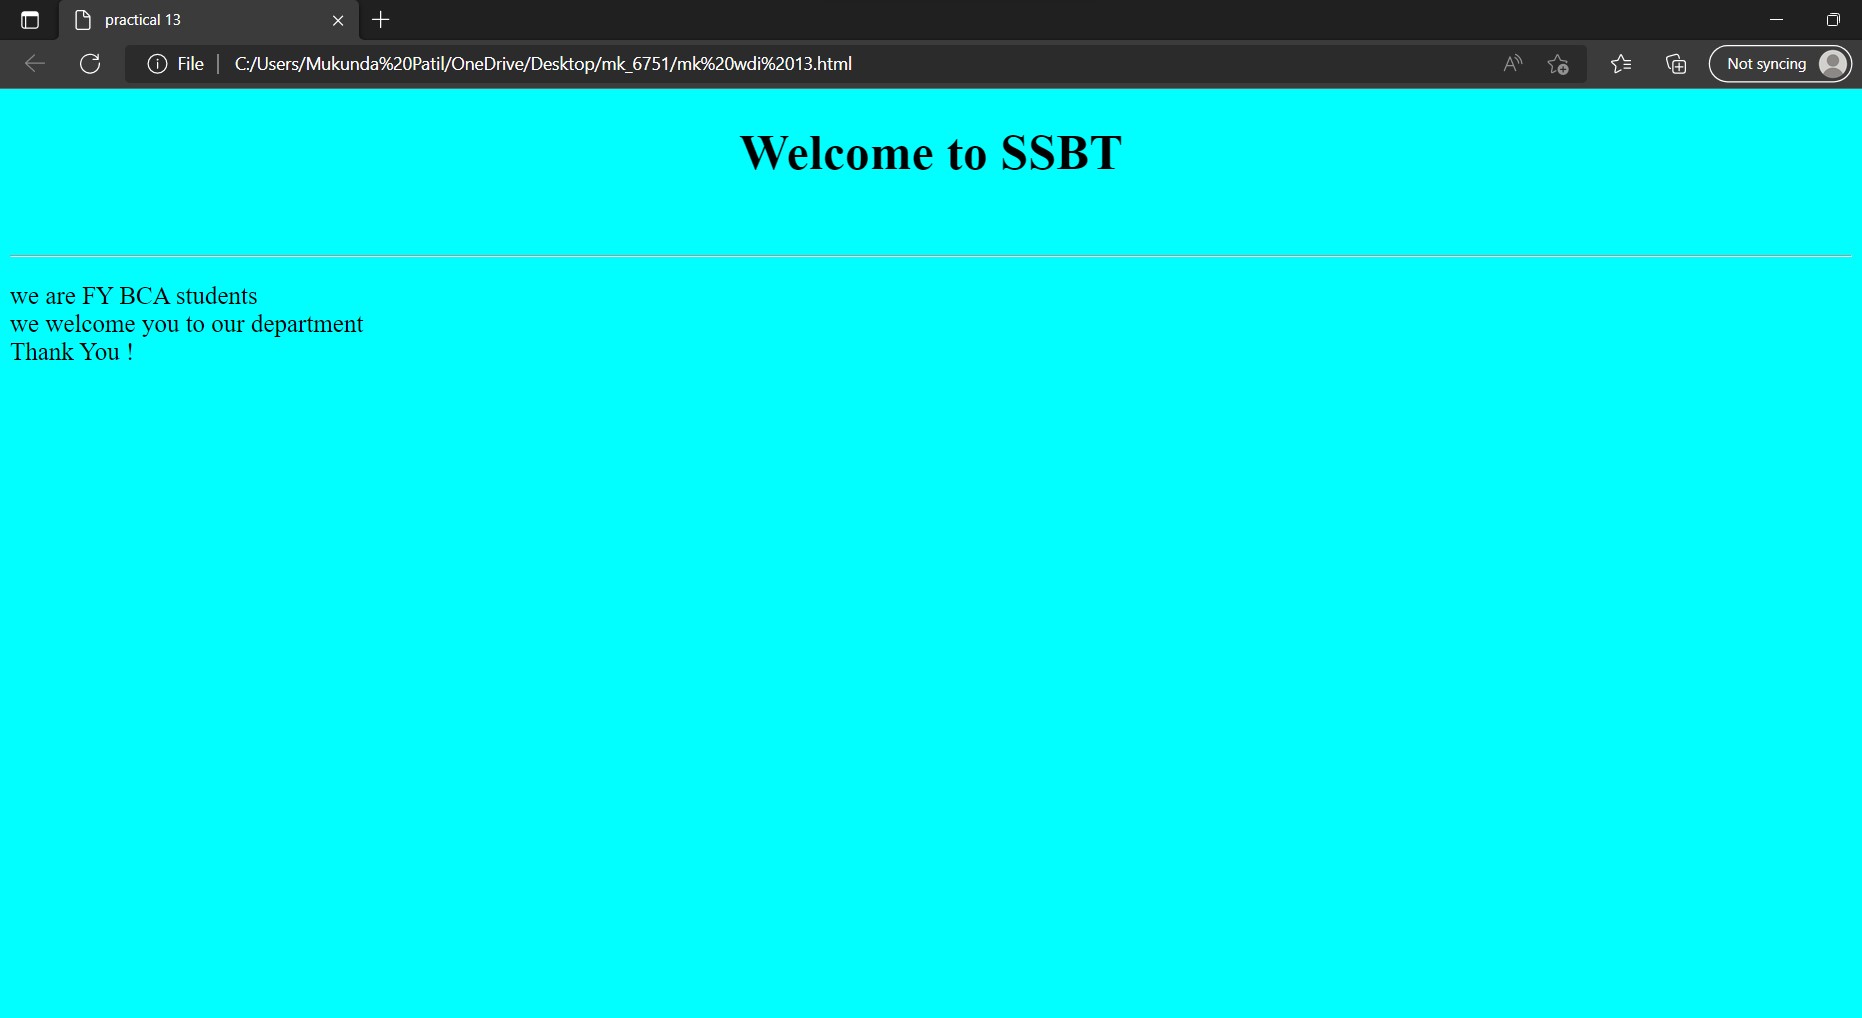 practical 13
File
C:/Users/Mukunda%20Patil/OneDrive/Desktop/mk_6751/mk%20wdi%2013.html
Not syncing
Welcome to SSBT
we are FY BCA students
we welcome you to our department
Thank You !